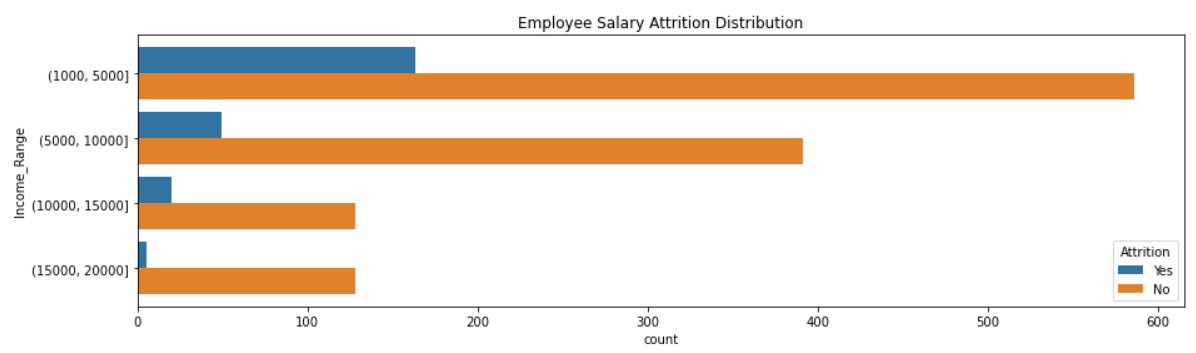 Employee Salary Attrition Distribution
Income_Range
(1000, 5000]
(5000, 10000]
(10000, 15000]
(15000, 20000]
0 100 200 300 400 500 600
count
Attrition
Yes
No